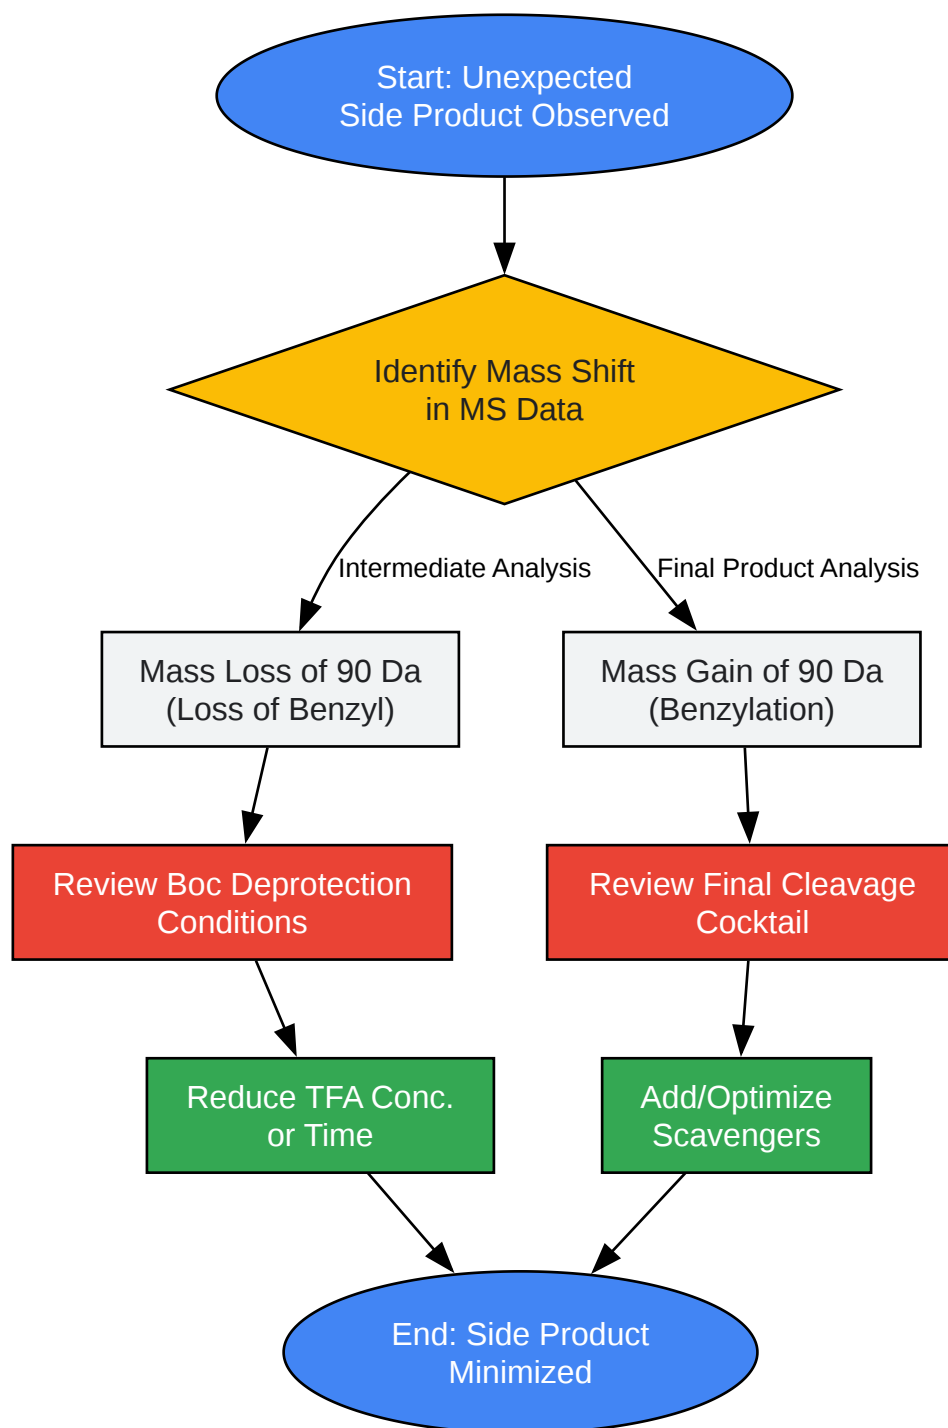 Start: Unexpected
Side Product Observed
Identify Mass Shift
in MS Data
Intermediate Analysis
Final Product Analysis
Mass Loss of 90 Da
(Loss of Benzyl)
Mass Gain of 90 Da
(Benzylation)
Review Boc Deprotection
Conditions
Review Final Cleavage
Cocktail
Reduce TFA Conc.
or Time
Add/Optimize
Scavengers
End: Side Product
Minimized